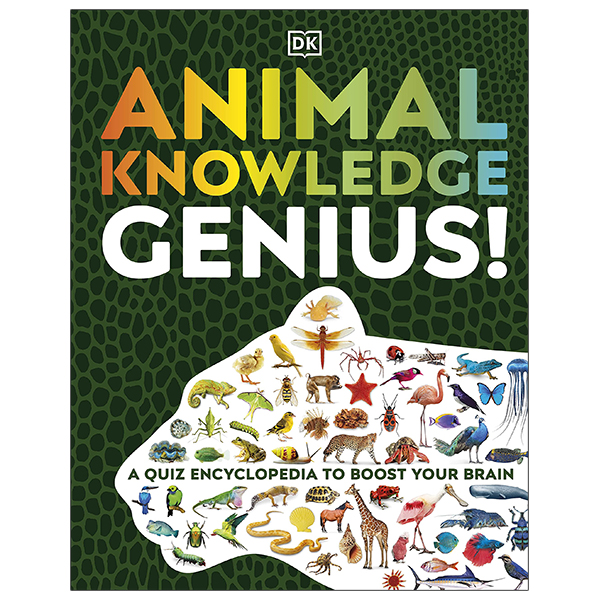 DK
ANIMAL
KNOWLEDGE
GENIUS!
A QUIZ ENCYCLOPEDIA TO BOOST YOUR BRAIN